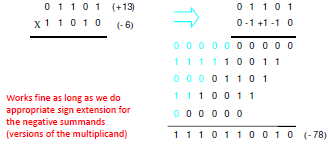 0 1 1 0 1 (+13)
X 1 1 0 1 0 (- 6)
0 1 1 0 1
0 -1 +1 -1 0
0 0 0 0 0 0 0 0 0 0
1 1 1 1 1 0 0 1 1
0 0 0 0 1 1 0 1
1 1 1 0 0 1 1
0 0 0 0 0 0
1 1 1 0 1 1 0 0 1 0 (- 78)
Works fine as long as we do
appropriate sign extension for
the negative summands
(versions of the multiplicand)